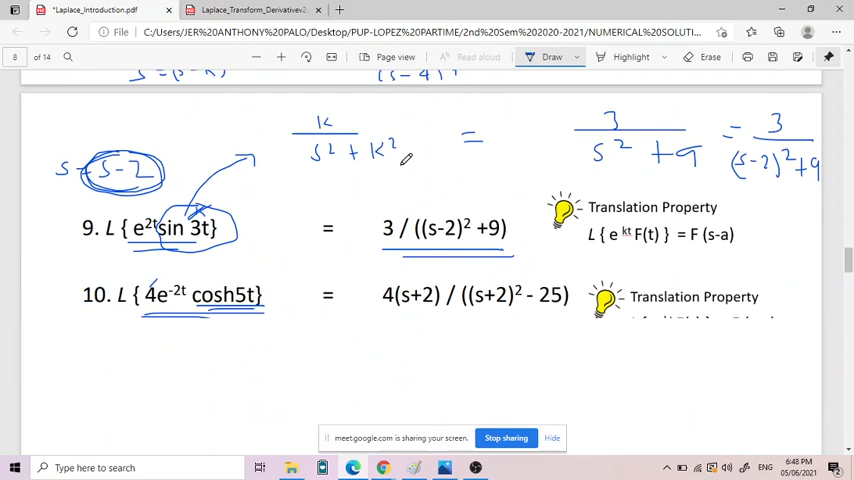 *Laplace_Introduction.pdf
Laplace_Transform_Derivativev2.
C:/Users/JER%20ANTHONY%20PALO/Desktop/PUP-LOPEZ%20PARTIME/2nd%20Sem%202020-2021/NUMERICAL%20SOLUTI...
8 of 14 Page view Read aloud Draw Highlight Erase
k / s² + k² = 3 / s² + 9 = 3 / (s-2)² + 9
s-2
9. L { e2t sin 3t} = 3 / ((s-2)2 +9)
Translation Property
L{ e kt F(t) } = F (s-a)
10. L { 4e-2t cosh5t} = 4(s+2) / ((s+2)2 - 25)
Translation Property
meet.google.com is sharing your screen. Stop sharing Hide
Type here to search
ENG
6:48 PM
05/06/2021
2